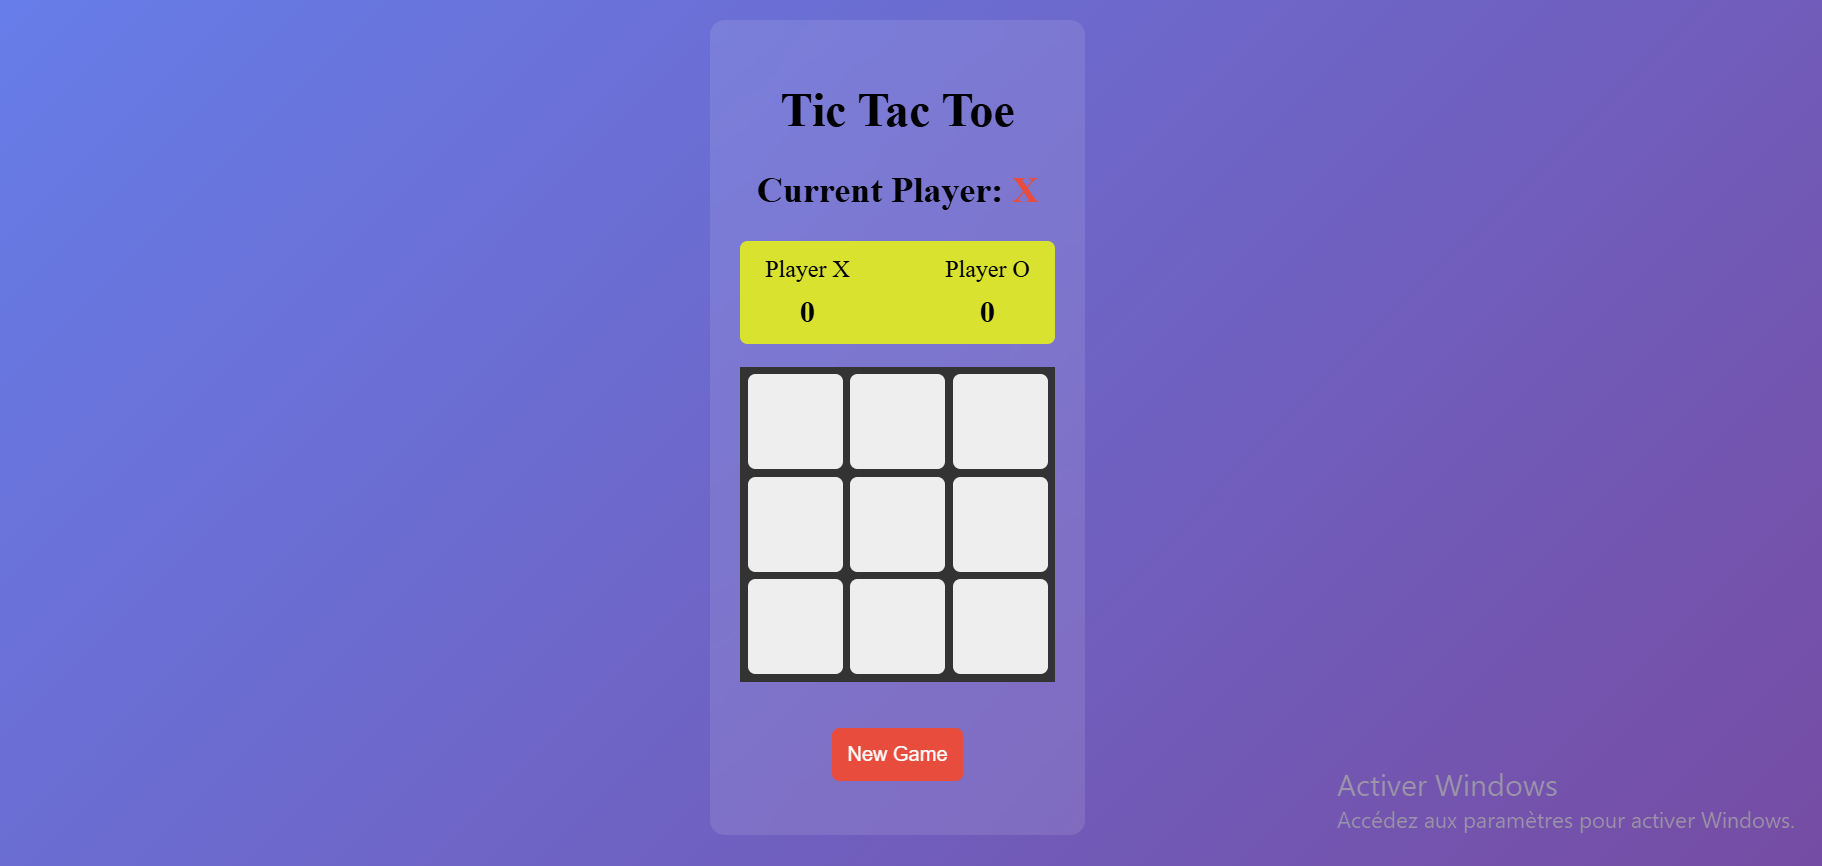 Tic Tac Toe
Current Player: X
Player X Player O
0 0
New Game
Activer Windows
Accédez aux paramètres pour activer Windows.